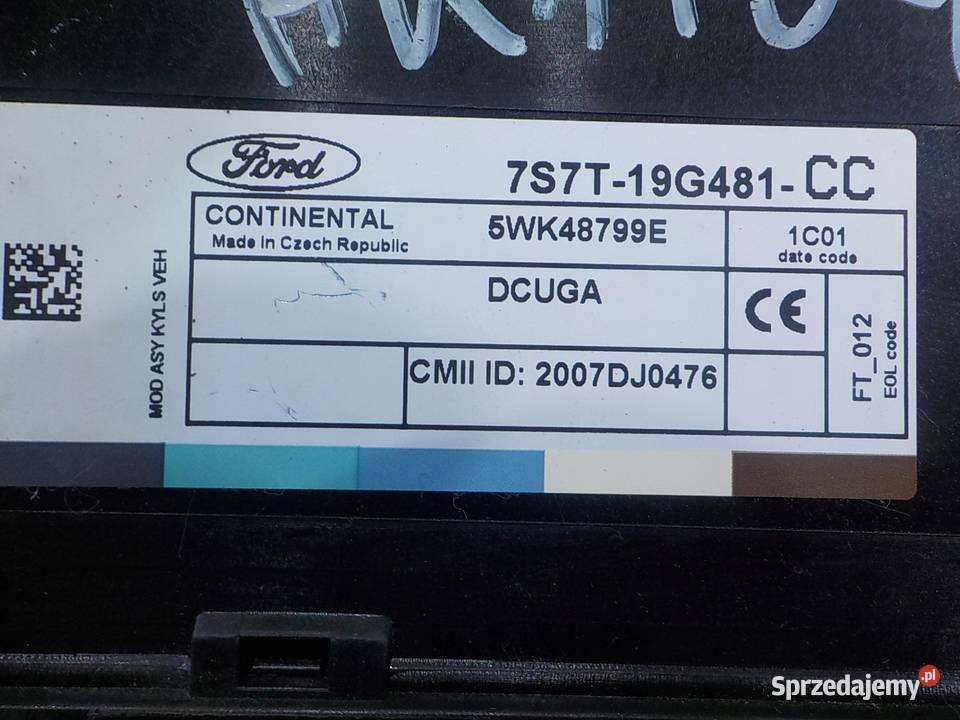 Ford
7S7T-19G481-CC
CONTINENTAL
Made in Czech Republic
5WK48799E
1C01
date code
DCUGA
CE
FT_012
EOL code
CMII ID: 2007DJ0476
MOD ASY KYLS VEH
Sprzedajemy.pl